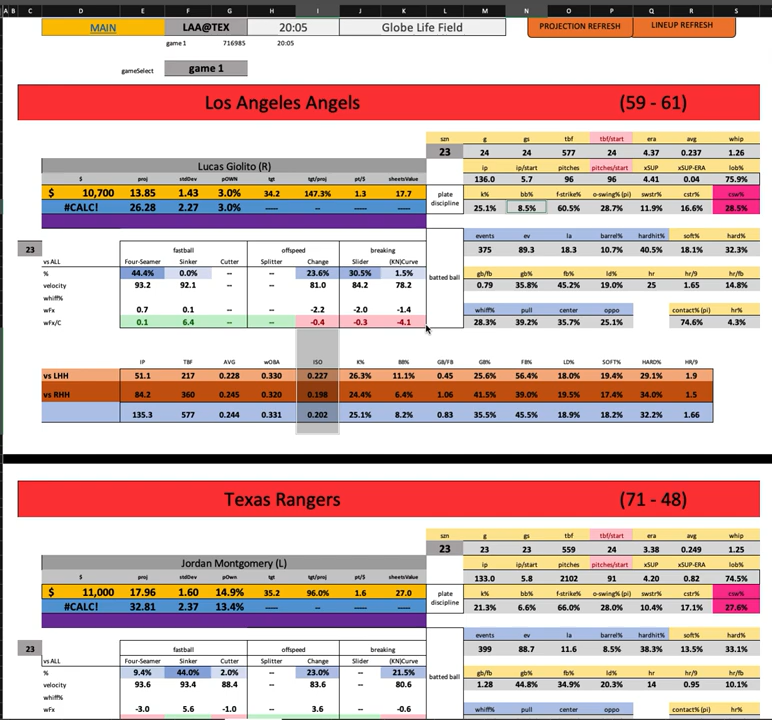 A B C D E F G H I J K L M N O P Q R S T
MAIN LAA@TEX 20:05 Globe Life Field PROJECTION REFRESH LINEUP REFRESH
game 1 716985 20:05
gameSelect game 1
Los Angeles Angels (59 - 61)
szn g gs tbf tbf/start era avg whip
23 24 24 577 24 4.37 0.237 1.26
Lucas Giolito (R)
ip ip/start pitches pitches/start xSUP xSUP-ERA lob%
136.0 5.7 96 96 4.41 0.04 75.9%
$ proj stdDev pOWN tgt tgt/proj pt/$ sheetsValue
$ 10,700 13.85 1.43 3.0% 34.2 147.3% 1.3 17.7
#CALC! 26.28 2.27 3.0% ---- -- -- ----
plate discipline
k% bb% f-strike% o-swing% (pi) swstr% cstr% csw%
25.1% 8.5% 60.5% 28.7% 11.9% 16.6% 28.5%
events ev la barrel% hardhit% soft% hard%
375 89.3 18.3 10.7% 40.5% 18.1% 32.3%
23 fastball offspeed breaking
vs ALL Four-Seamer Sinker Cutter Splitter Change Slider (KN)Curve
% 44.4% 0.0% -- -- 23.6% 30.5% 1.5%
velocity 93.2 92.1 -- -- 81.0 84.2 78.2
whiff%
wFx 0.7 0.1 -2.2 -2.0 -1.4
wFx/C 0.1 6.4 -- -- -0.4 -0.3 -4.1
batted ball
gb/fb gb% fb% ld% hr hr/9 hr/fb
0.79 35.8% 45.2% 19.0% 25 1.65 14.8%
whiff% pull center oppo contact% (pi) hr%
28.3% 39.2% 35.7% 25.1% 74.6% 4.3%
IP TBF AVG wOBA ISO K% BB% GB/FB GB% FB% LD% SOFT% HARD% HR/9
vs LHH 51.1 217 0.228 0.330 0.227 26.3% 11.1% 0.45 25.6% 56.4% 18.0% 19.4% 29.1% 1.9
vs RHH 84.2 360 0.245 0.320 0.198 24.4% 6.4% 1.06 41.5% 39.0% 19.5% 17.4% 34.0% 1.5
135.3 577 0.244 0.331 0.202 25.1% 8.2% 0.83 35.5% 45.5% 18.9% 18.2% 32.2% 1.66
Texas Rangers (71 - 48)
szn g gs tbf tbf/start era avg whip
23 23 23 559 24 3.38 0.249 1.25
Jordan Montgomery (L)
ip ip/start pitches pitches/start xSUP xSUP-ERA lob%
133.0 5.8 2102 91 4.20 0.82 74.5%
$ proj stdDev pOwn tgt tgt/proj pt/$ sheetsValue
$ 11,000 17.96 1.60 14.9% 35.2 96.0% 1.6 27.0
#CALC! 32.81 2.37 13.4% ---- -- -- ----
plate discipline
k% bb% f-strike% o-swing% (pi) swstr% cstr% csw%
21.3% 6.6% 66.0% 28.0% 10.4% 17.1% 27.6%
events ev la barrel% hardhit% soft% hard%
399 88.7 11.6 8.5% 38.3% 13.5% 33.1%
23 fastball offspeed breaking
vs ALL Four-Seamer Sinker Cutter Splitter Change Slider (KN)Curve
% 9.4% 44.0% 2.0% -- 23.0% -- 21.5%
velocity 93.6 93.4 88.4 -- 83.6 -- 80.6
whiff%
wFx -3.0 5.6 -1.0 3.6 -0.6
batted ball
gb/fb gb% fb% ld% hr hr/9 hr/fb
1.28 44.8% 34.9% 20.3% 14 0.95 10.1%
whiff% pull center oppo contact% (pi) hr%